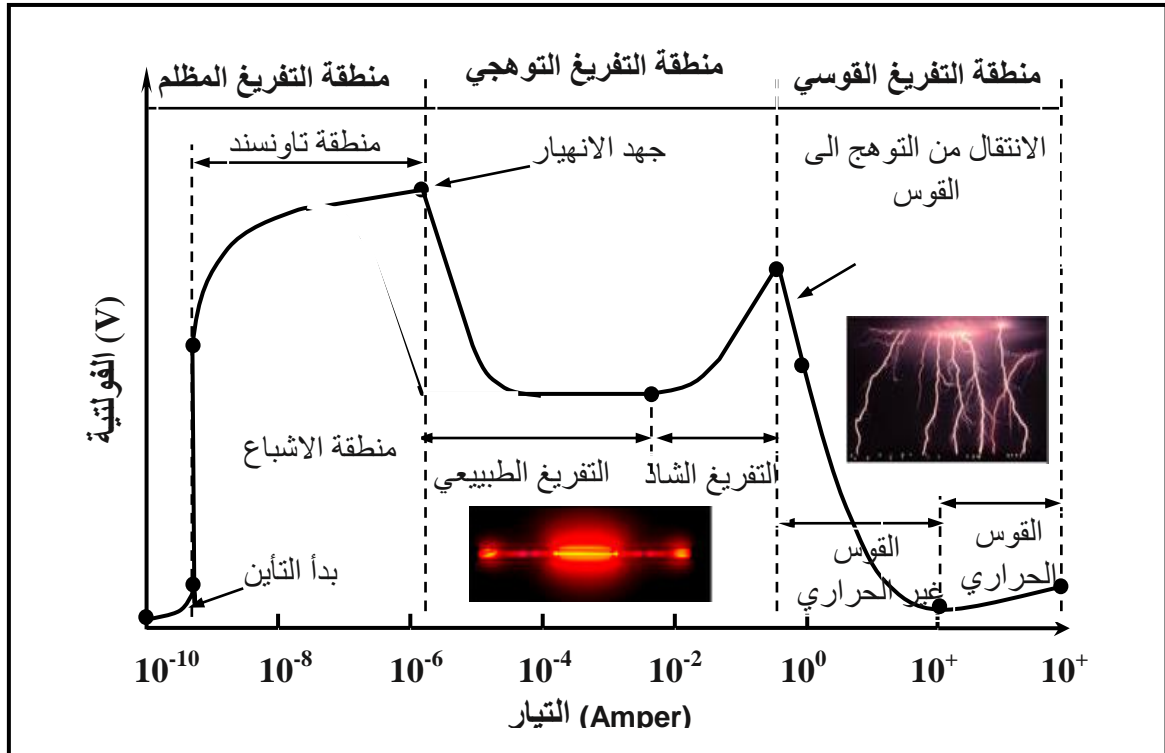 منطقة التفريغ القوسي
منطقة التفريغ التوهجي
منطقة التفريغ المظلم
الانتقال من التوهج الى
القوس
جهد الانهيار
منطقة تاونسند
الفولتية (V)
منطقة الاشباع
التفريغ الطبييعي
التفريغ الشاذ
بدأ التأين
القوس
غير الحراري
القوس
الحراري
10⁻¹⁰ 10⁻⁸ 10⁻⁶ 10⁻⁴ 10⁻² 10⁰ 10⁺ 10⁺
التيار (Amper)